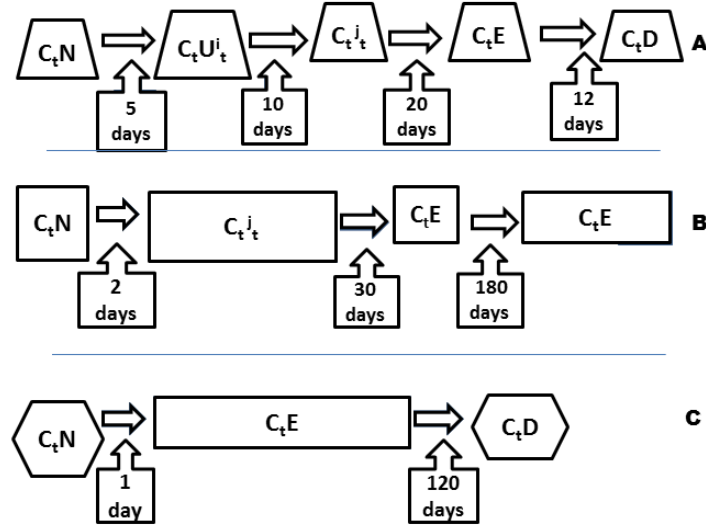 CₜN CₜUⁱₜ Cₜʲₜ CₜE CₜD A
5 days 10 days 20 days 12 days
CₜN Cₜʲₜ CₜE CₜE B
2 days 30 days 180 days
CₜN CₜE CₜD C
1 day 120 days